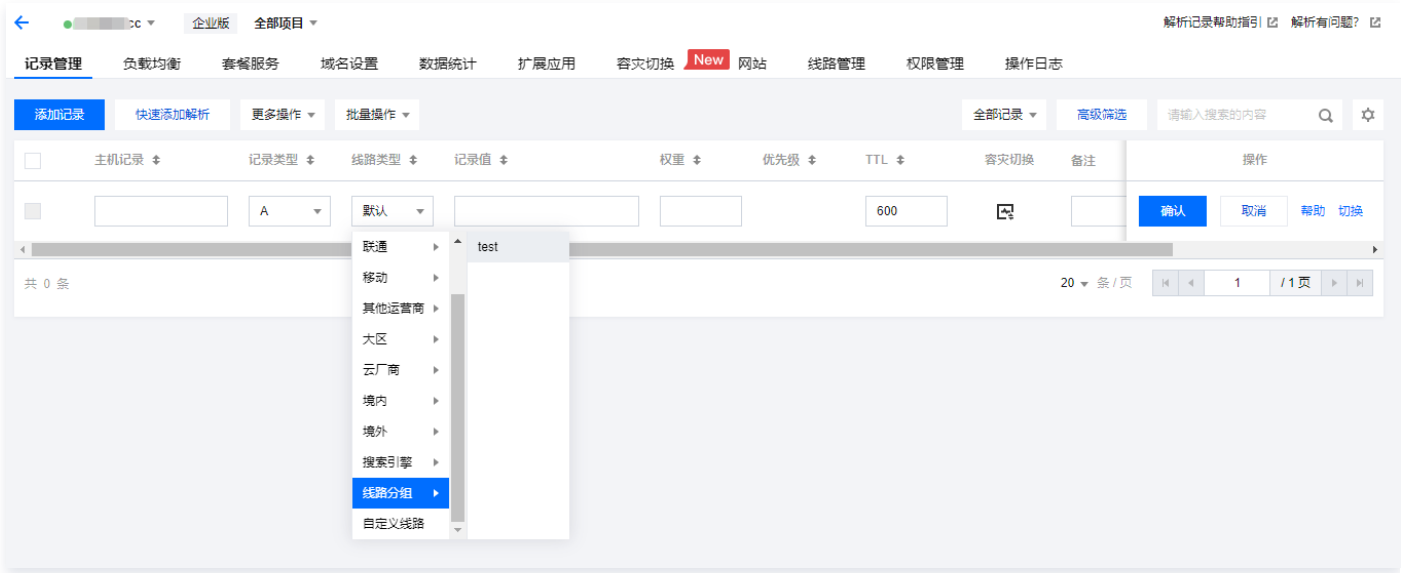 cc 企业版 全部项目 解析记录帮助指引 解析有问题?
记录管理 负载均衡 套餐服务 域名设置 数据统计 扩展应用 容灾切换 New 网站 线路管理 权限管理 操作日志
添加记录 快速添加解析 更多操作 批量操作 全部记录 高级筛选 请输入搜索的内容
主机记录 记录类型 线路类型 记录值 权重 优先级 TTL 容灾切换 备注 操作
A 默认 600 确认 取消 帮助 切换
联通 test
共 0 条 移动 20 条/页 1 /1页
其他运营商
大区
云厂商
境内
境外
搜索引擎
线路分组
自定义线路